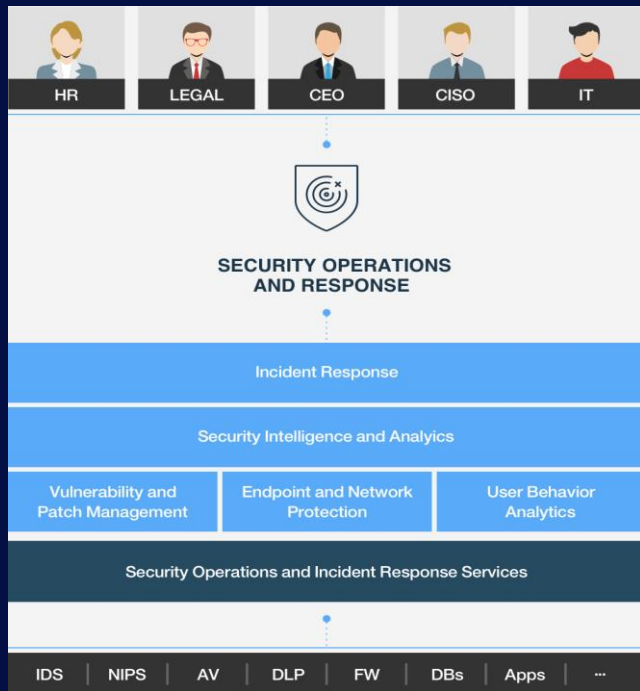 HR LEGAL CEO CISO IT
SECURITY OPERATIONS
AND RESPONSE
Incident Response
Security Intelligence and Analyics
Vulnerability and
Patch Management
Endpoint and Network
Protection
User Behavior
Analytics
Security Operations and Incident Response Services
IDS | NIPS | AV | DLP | FW | DBs | Apps | ...